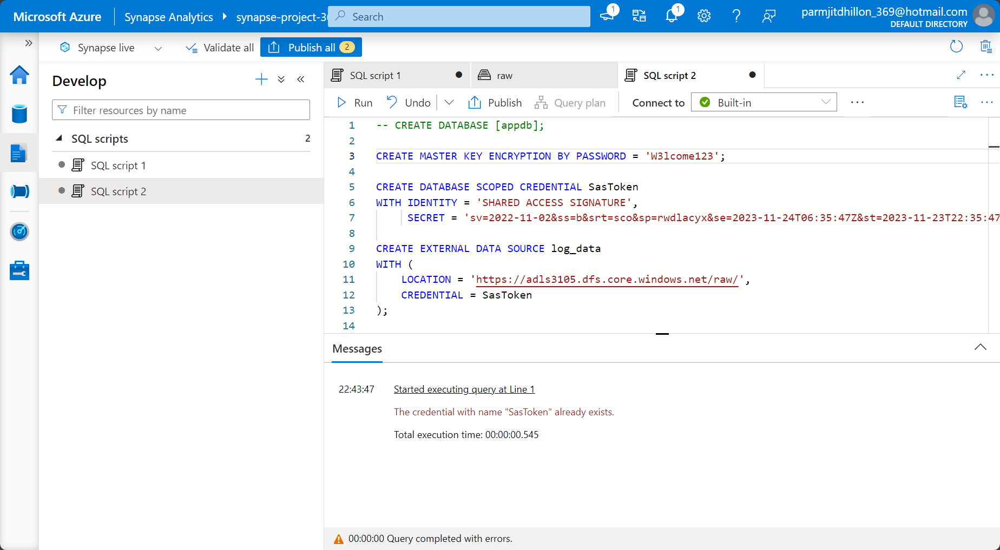 Microsoft Azure
Synapse Analytics
synapse-project-3
Search
1
1
parmjitdhillon_369@hotmail.com
DEFAULT DIRECTORY
Synapse live
Validate all
Publish all 2
Develop
Filter resources by name
SQL scripts 2
SQL script 1
SQL script 2
SQL script 1
raw
SQL script 2
Run
Undo
Publish
Query plan
Connect to
Built-in
1 -- CREATE DATABASE [appdb];
2
3 CREATE MASTER KEY ENCRYPTION BY PASSWORD = 'W3lcome123';
4
5 CREATE DATABASE SCOPED CREDENTIAL SasToken
6 WITH IDENTITY = 'SHARED ACCESS SIGNATURE',
7 SECRET = 'sv=2022-11-02&ss=b&srt=sco&sp=rwdlacyx&se=2023-11-24T06:35:47Z&st=2023-11-23T22:35:47
8
9 CREATE EXTERNAL DATA SOURCE log_data
10 WITH (
11 LOCATION = 'https://adls3105.dfs.core.windows.net/raw/',
12 CREDENTIAL = SasToken
13 );
14
Messages
22:43:47 Started executing query at Line 1
The credential with name "SasToken" already exists.
Total execution time: 00:00:00.545
00:00:00 Query completed with errors.